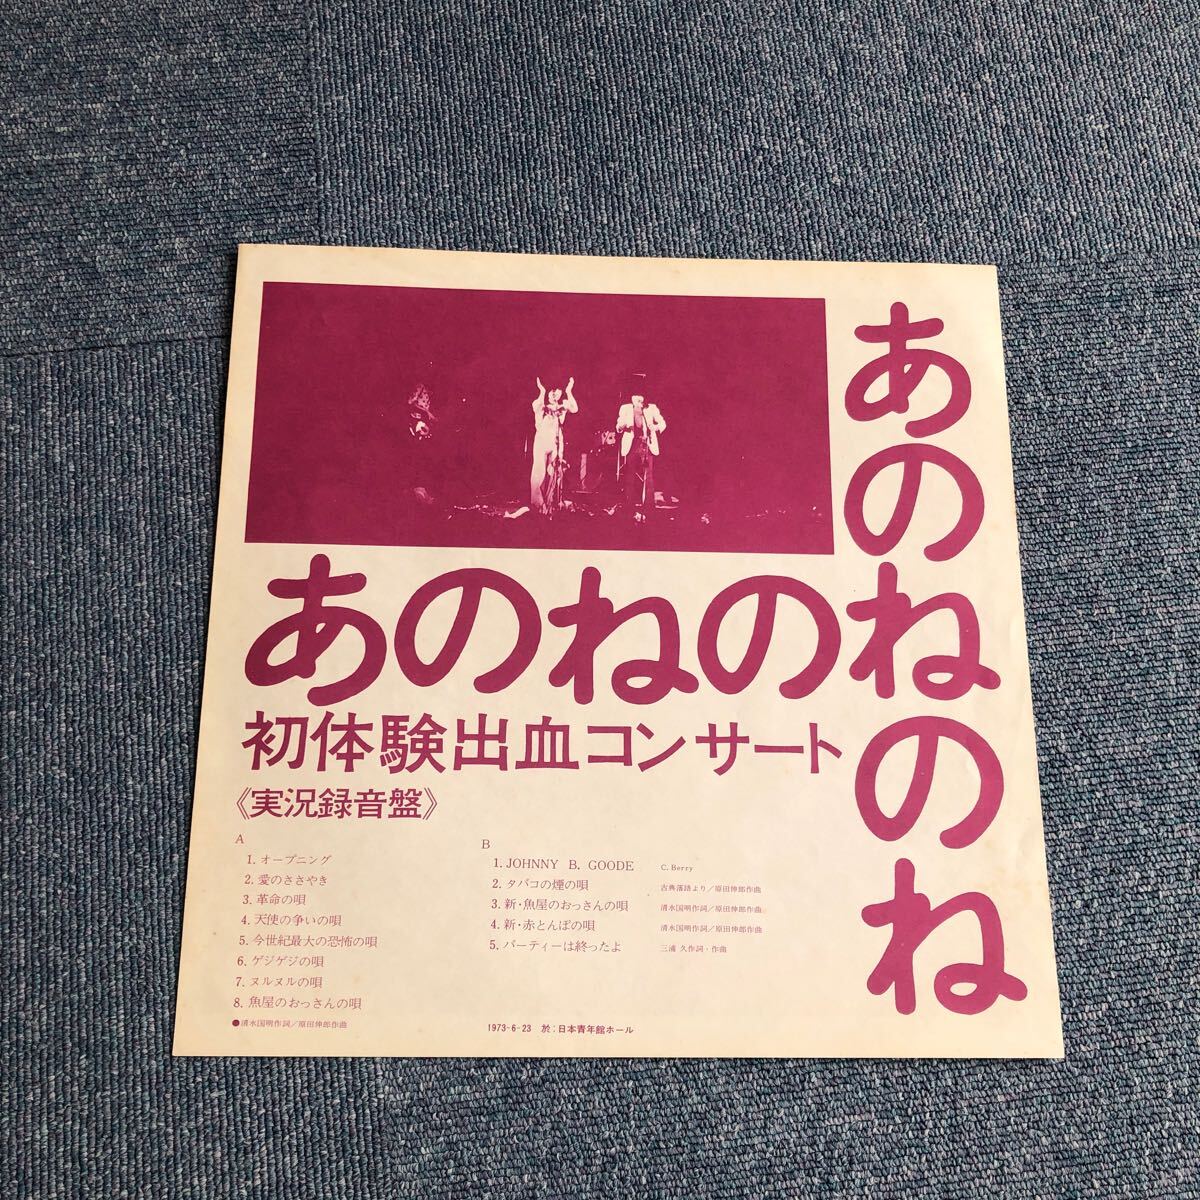 あのねのね
あのねの
初体験出血コンサート
《実況録音盤》
A
1. オープニング
2. 愛のささやき
3. 革命の唄
4. 天使の争いの唄
5. 今世紀最大の恐怖の唄
6. ゲジゲジの唄
7. ヌルヌルの唄
8. 魚屋のおっさんの唄
●清水国明作詞／原田伸郎作曲
B
1. JOHNNY B. GOODE C. Berry
2. タバコの煙の唄 古典落語より／原田伸郎作曲
3. 新・魚屋のおっさんの唄 清水国明作詞／原田伸郎作曲
4. 新・赤とんぼの唄 清水国明作詞／原田伸郎作曲
5. パーティーは終ったよ 三浦 久作詞・作曲
1973-6-23 於：日本青年館ホール